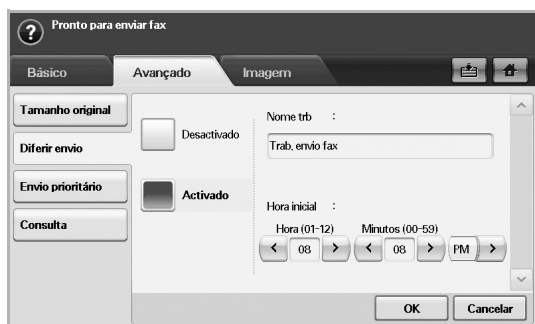 ? Pronto para enviar fax
Básico Avançado Imagem
Tamanho original
Diferir envio
Envio prioritário
Consulta
Desactivado
Activado
Nome trb :
Trab. envio fax
Hora inicial :
Hora (01-12) Minutos (00-59)
< 08 > < 08 > PM >
OK Cancelar